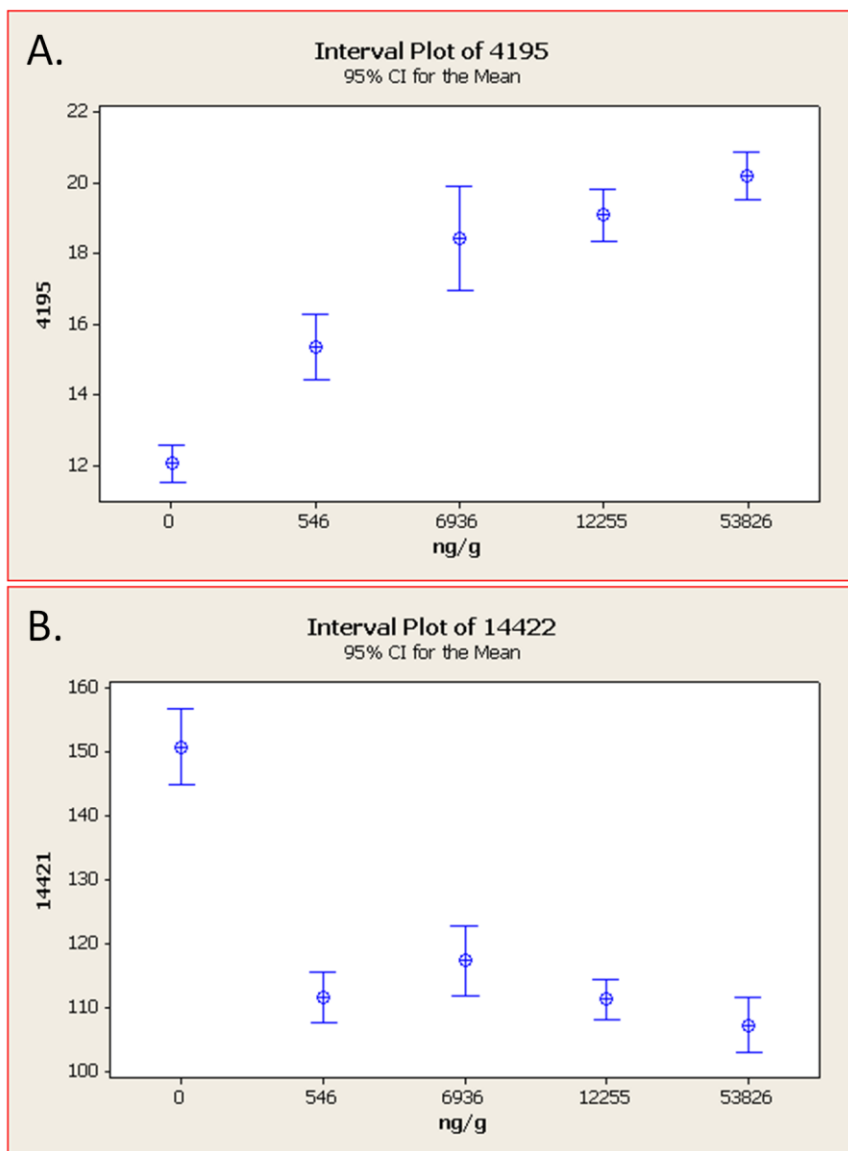 A.
Interval Plot of 4195
95% CI for the Mean
22
20
18
16
14
12
4195
0 546 6936 12255 53826
ng/g
B.
Interval Plot of 14422
95% CI for the Mean
160
150
140
130
120
110
100
14421
0 546 6936 12255 53826
ng/g